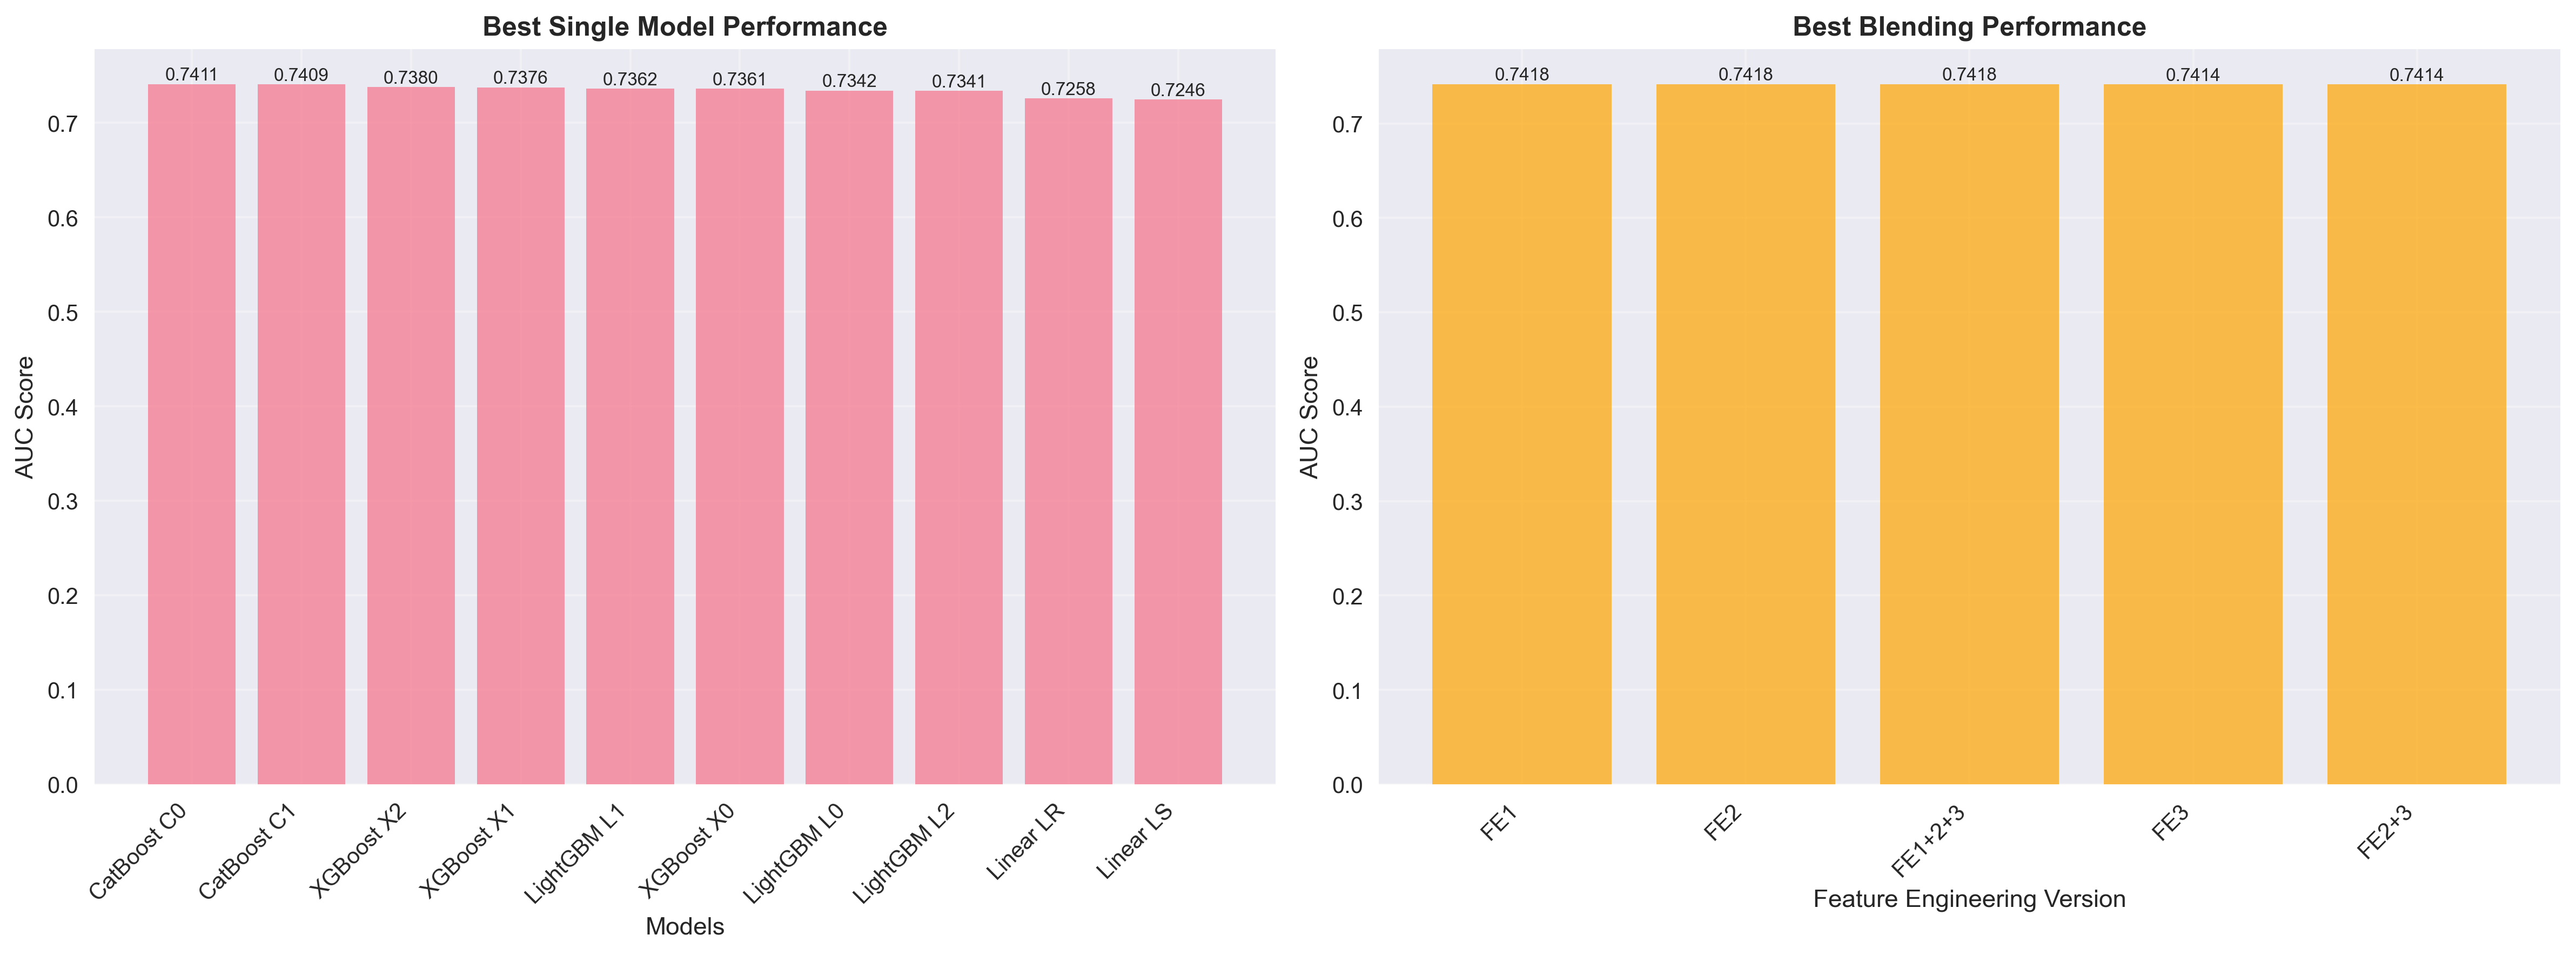 Best Single Model Performance
0.7411
0.7409
0.7380
0.7376
0.7362
0.7361
0.7342
0.7341
0.7258
0.7246
AUC Score
0.7
0.6
0.5
0.4
0.3
0.2
0.1
0.0
CatBoost C0
CatBoost C1
XGBoost X2
XGBoost X1
LightGBM L1
XGBoost X0
LightGBM L0
LightGBM L2
Linear LR
Linear LS
Models
Best Blending Performance
0.7418
0.7418
0.7418
0.7414
0.7414
AUC Score
0.7
0.6
0.5
0.4
0.3
0.2
0.1
0.0
FE1
FE2
FE1+2+3
FE3
FE2+3
Feature Engineering Version